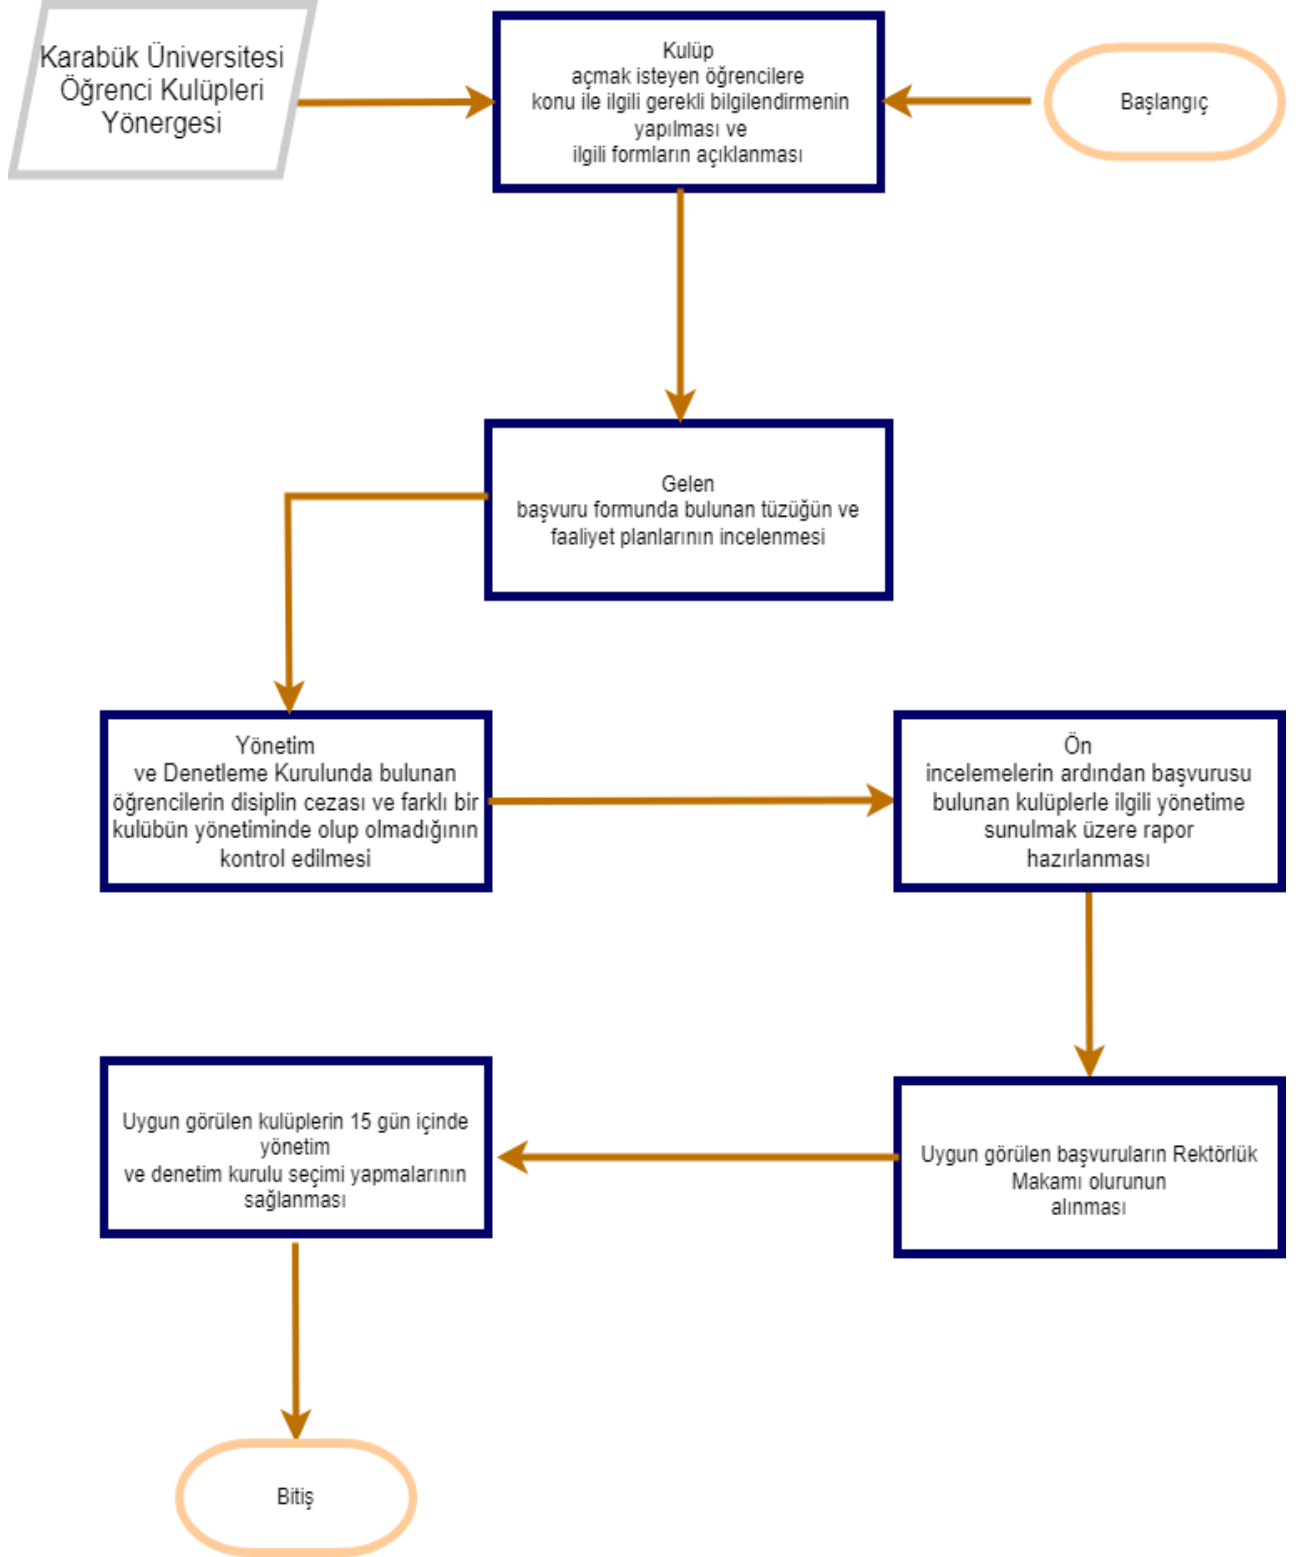 Karabük Üniversitesi
Öğrenci Kulüpleri
Yönergesi
Kulüp
açmak isteyen öğrencilere
konu ile ilgili gerekli bilgilendirmenin
yapılması ve
ilgili formların açıklanması
Başlangıç
Gelen
başvuru formunda bulunan tüzüğün ve
faaliyet planlarının incelenmesi
Yönetim
ve Denetleme Kurulunda bulunan
öğrencilerin disiplin cezası ve farklı bir
kulübün yönetiminde olup olmadığının
kontrol edilmesi
Ön
incelemelerin ardından başvurusu
bulunan kulüplerle ilgili yönetime
sunulmak üzere rapor
hazırlanması
Uygun görülen başvuruların Rektörlük
Makamı olurunun
alınması
Uygun görülen kulüplerin 15 gün içinde
yönetim
ve denetim kurulu seçimi yapmalarının
sağlanması
Bitiş